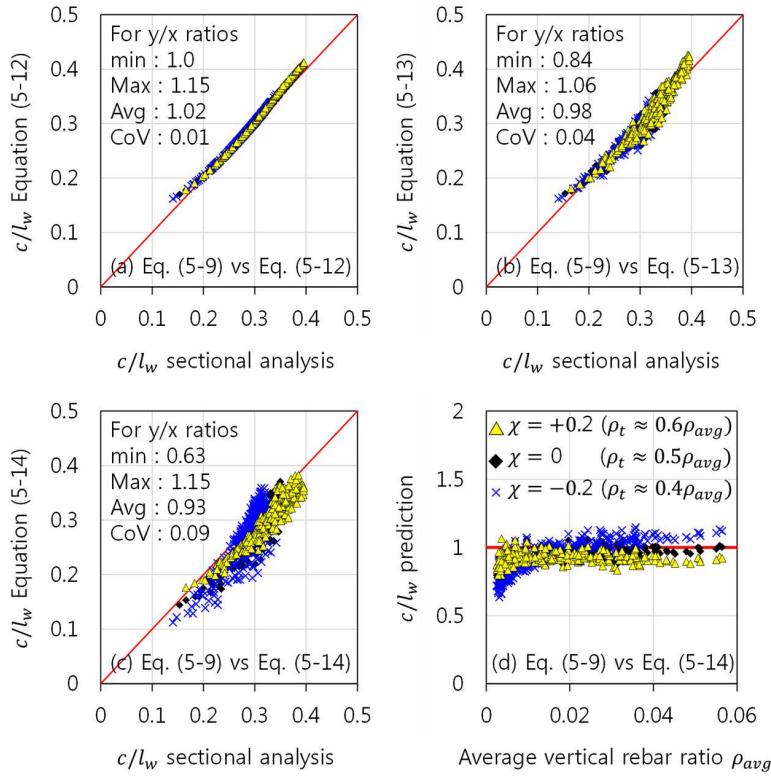 0.5
0.4
0.3
0.2
0.1
0
c/l_w Equation (5-12)
For y/x ratios
min : 1.0
Max : 1.15
Avg : 1.02
CoV : 0.01
(a) Eq. (5-9) vs Eq. (5-12)
0 0.1 0.2 0.3 0.4 0.5
c/l_w sectional analysis
0.5
0.4
0.3
0.2
0.1
0
c/l_w Equation (5-13)
For y/x ratios
min : 0.84
Max : 1.06
Avg : 0.98
CoV : 0.04
(b) Eq. (5-9) vs Eq. (5-13)
0 0.1 0.2 0.3 0.4 0.5
c/l_w sectional analysis
0.5
0.4
0.3
0.2
0.1
0
c/l_w Equation (5-14)
For y/x ratios
min : 0.63
Max : 1.15
Avg : 0.93
CoV : 0.09
(c) Eq. (5-9) vs Eq. (5-14)
0 0.1 0.2 0.3 0.4 0.5
c/l_w sectional analysis
2
1.5
1
0.5
0
c/l_w prediction
χ = +0.2 (ρ_t ≈ 0.6ρ_avg)
χ = 0 (ρ_t ≈ 0.5ρ_avg)
χ = −0.2 (ρ_t ≈ 0.4ρ_avg)
(d) Eq. (5-9) vs Eq. (5-14)
0 0.02 0.04 0.06
Average vertical rebar ratio ρ_avg